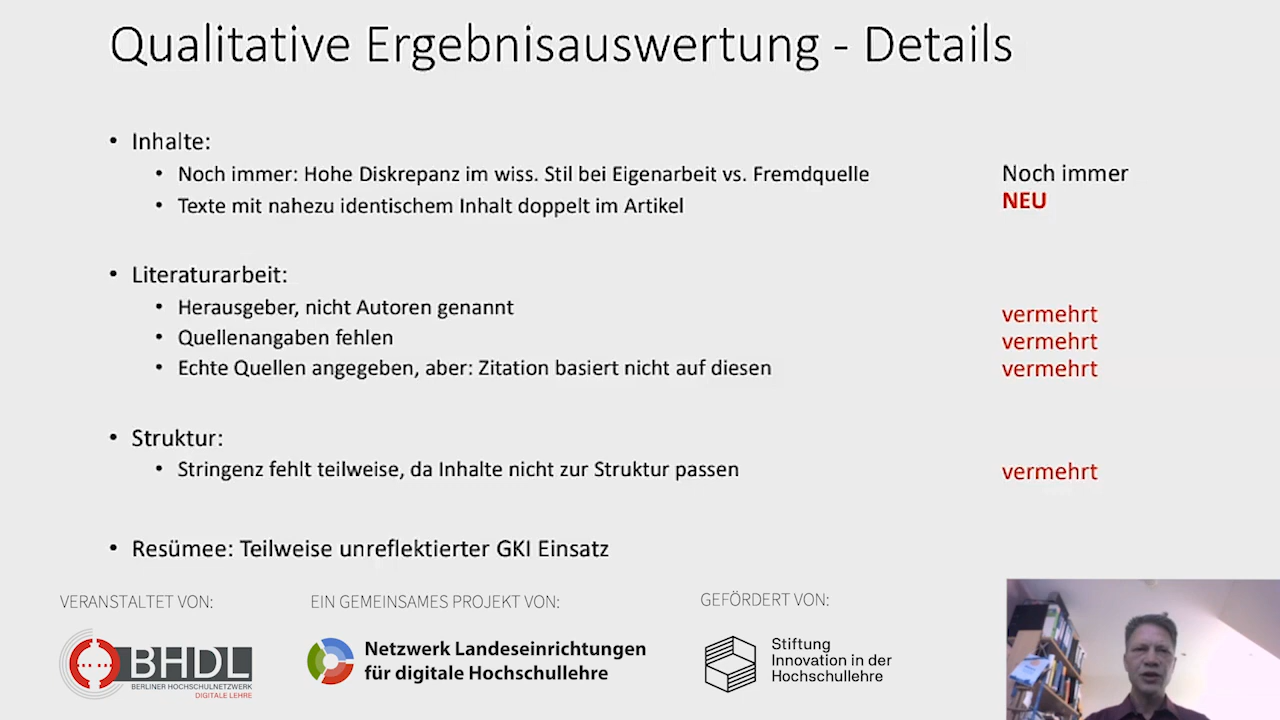 Qualitative Ergebnisauswertung - Details
• Inhalte:
• Noch immer: Hohe Diskrepanz im wiss. Stil bei Eigenarbeit vs. Fremdquelle
Noch immer
• Texte mit nahezu identischem Inhalt doppelt im Artikel
NEU
• Literaturarbeit:
• Herausgeber, nicht Autoren genannt
vermehrt
• Quellenangaben fehlen
vermehrt
• Echte Quellen angegeben, aber: Zitation basiert nicht auf diesen
vermehrt
• Struktur:
• Stringenz fehlt teilweise, da Inhalte nicht zur Struktur passen
vermehrt
• Resümee: Teilweise unreflektierter GKI Einsatz
VERANSTALTET VON:
BHDL
BERLINER HOCHSCHULNETZWERK
DIGITALE LEHRE
EIN GEMEINSAMES PROJEKT VON:
Netzwerk Landeseinrichtungen
für digitale Hochschullehre
GEFÖRDERT VON:
Stiftung
Innovation in der
Hochschullehre